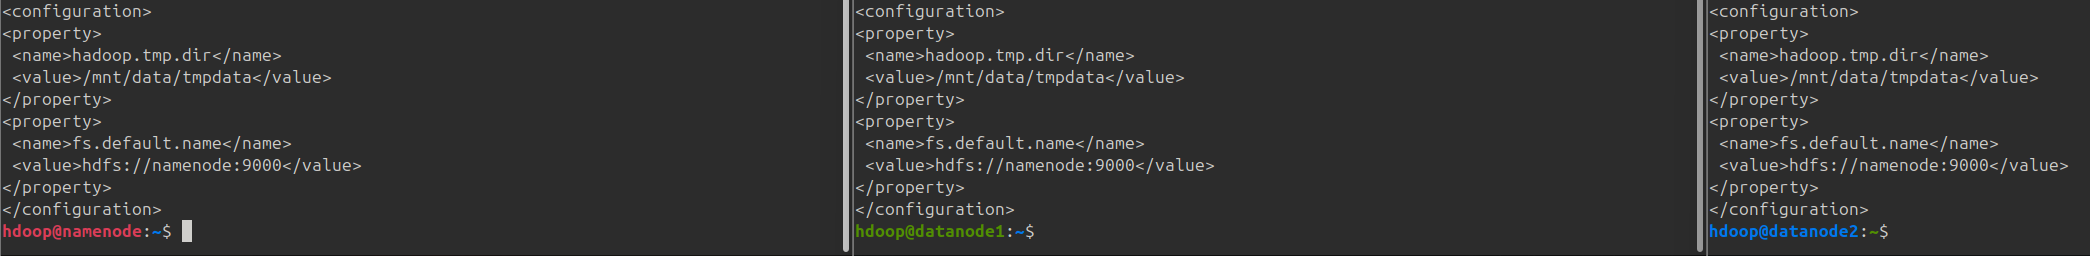 <configuration>
<property>
 <name>hadoop.tmp.dir</name>
 <value>/mnt/data/tmpdata</value>
</property>
<property>
 <name>fs.default.name</name>
 <value>hdfs://namenode:9000</value>
</property>
</configuration>
hdoop@namenode:~$
<configuration>
<property>
 <name>hadoop.tmp.dir</name>
 <value>/mnt/data/tmpdata</value>
</property>
<property>
 <name>fs.default.name</name>
 <value>hdfs://namenode:9000</value>
</property>
</configuration>
hdoop@datanode1:~$
<configuration>
<property>
 <name>hadoop.tmp.dir</name>
 <value>/mnt/data/tmpdata</value>
</property>
<property>
 <name>fs.default.name</name>
 <value>hdfs://namenode:9000</value>
</property>
</configuration>
hdoop@datanode2:~$